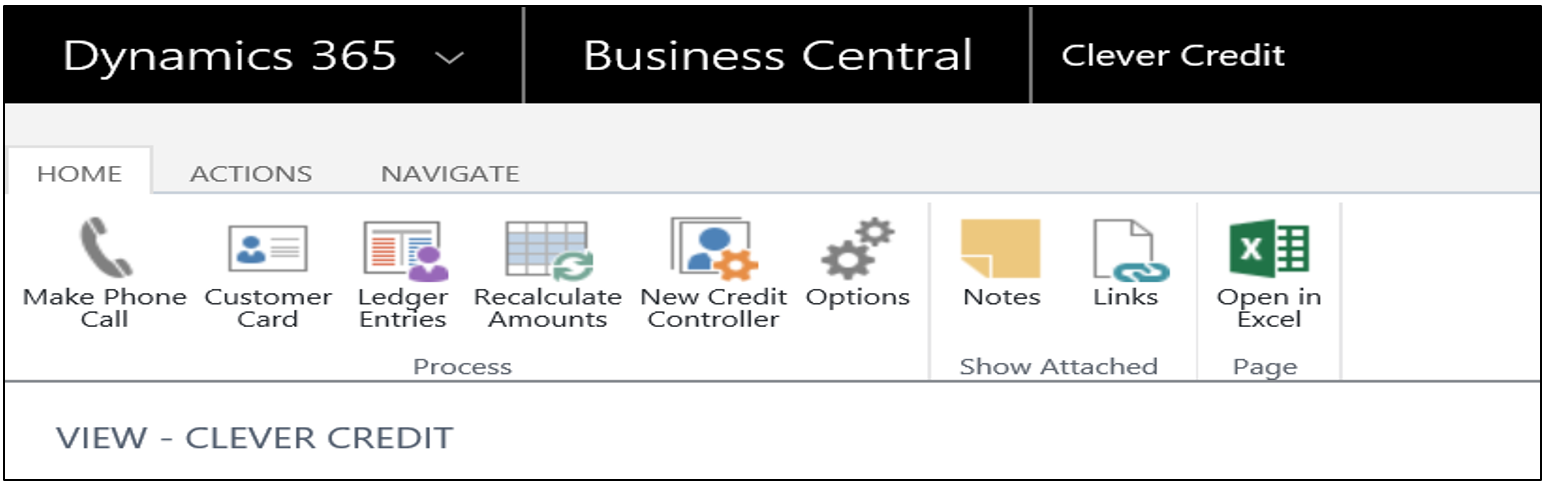 Dynamics 365 Business Central Clever Credit
HOME ACTIONS NAVIGATE
Make Phone Customer Ledger Recalculate New Credit Options Notes Links Open in
Call Card Entries Amounts Controller Excel
Process Show Attached Page
VIEW - CLEVER CREDIT